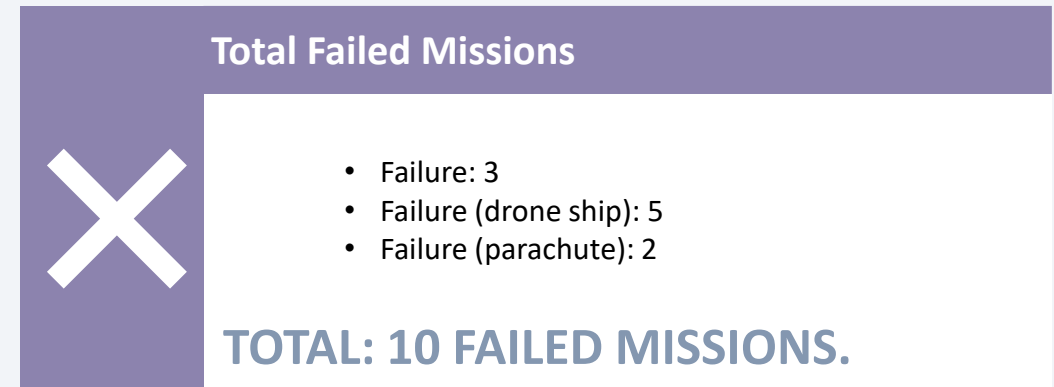 Total Failed Missions
• Failure: 3
• Failure (drone ship): 5
• Failure (parachute): 2
TOTAL: 10 FAILED MISSIONS.